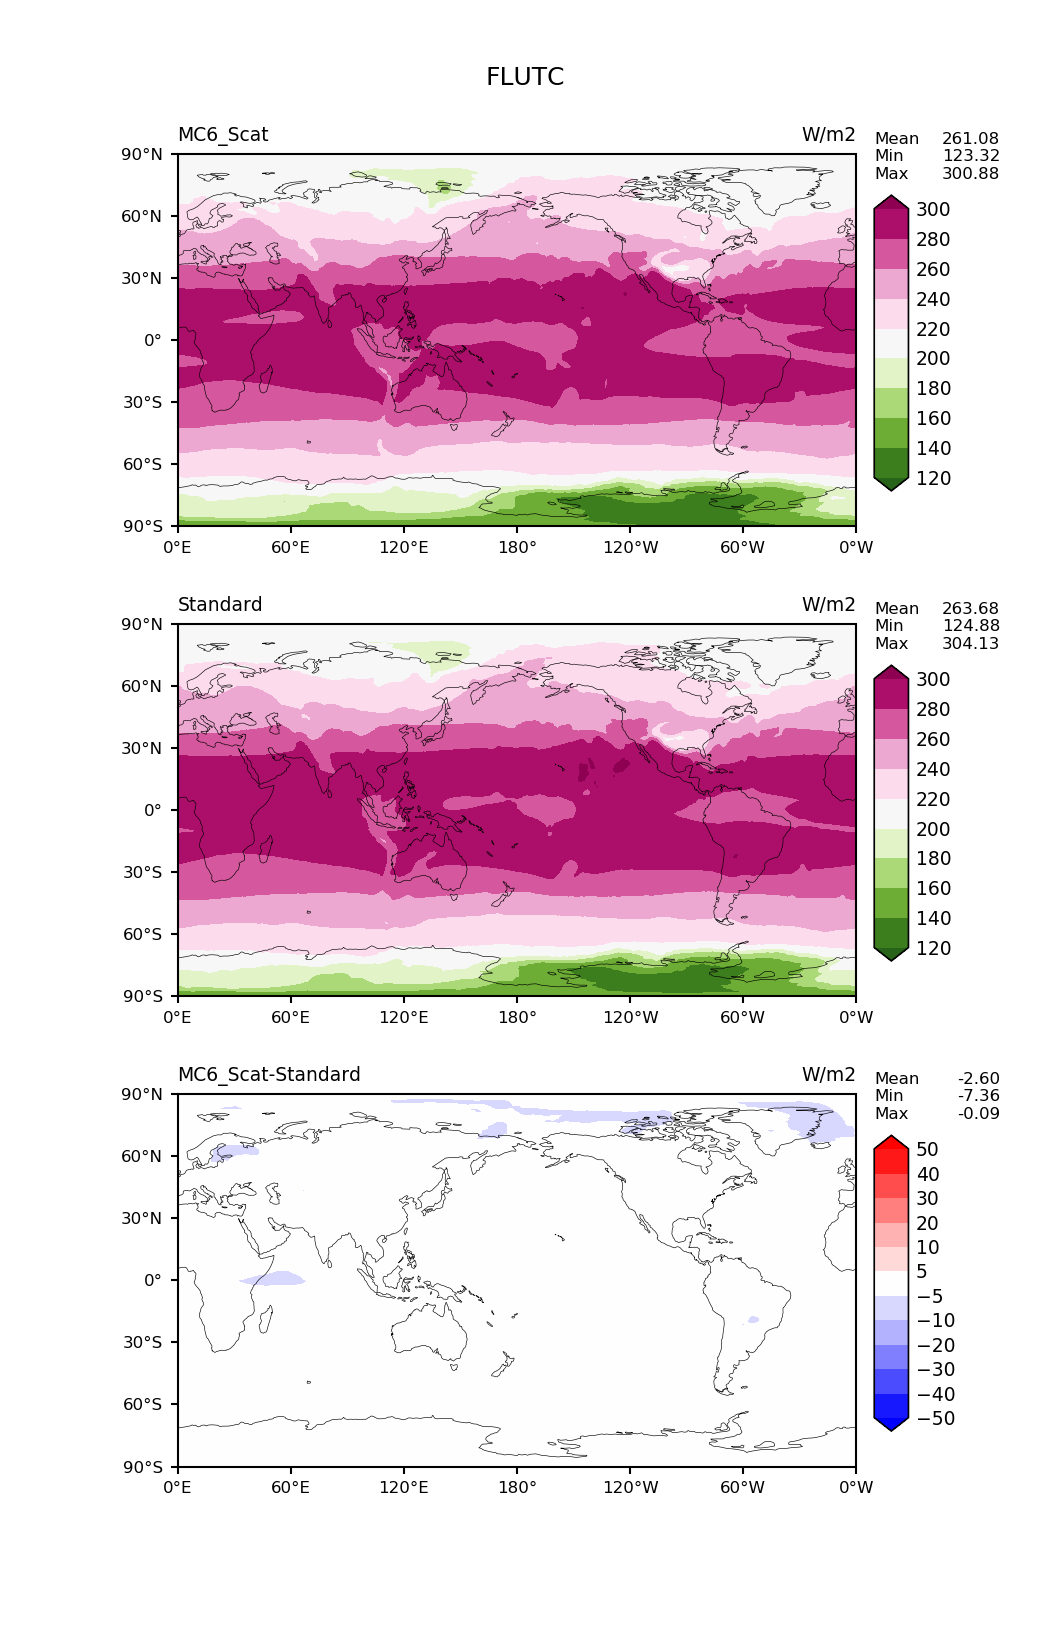 FLUTC
MC6_Scat W/m2
Mean 261.08
Min 123.32
Max 300.88
90°N
60°N
30°N
0°
30°S
60°S
90°S
0°E 60°E 120°E 180° 120°W 60°W 0°W
300
280
260
240
220
200
180
160
140
120
Standard W/m2
Mean 263.68
Min 124.88
Max 304.13
90°N
60°N
30°N
0°
30°S
60°S
90°S
0°E 60°E 120°E 180° 120°W 60°W 0°W
300
280
260
240
220
200
180
160
140
120
MC6_Scat-Standard W/m2
Mean -2.60
Min -7.36
Max -0.09
90°N
60°N
30°N
0°
30°S
60°S
90°S
0°E 60°E 120°E 180° 120°W 60°W 0°W
50
40
30
20
10
5
−5
−10
−20
−30
−40
−50